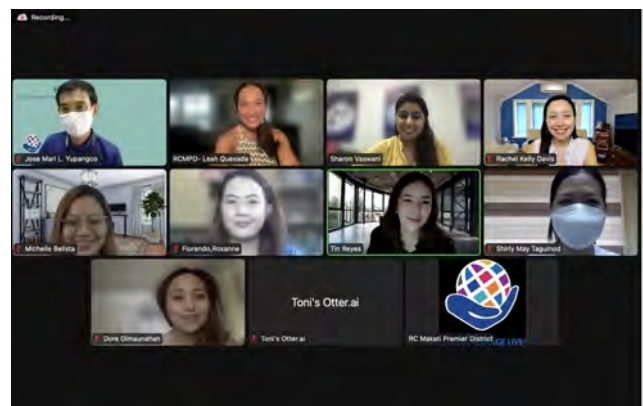 Recording...
Jose Mari L. Yupangco
RCMPD- Leah Quesada
Sharon Vaswani
Rachel Kelly Davis
Michelle Belista
Florendo,Roxanne
Tin Reyes
Shirly May Taguinod
Dore Dimaunahan
Toni's Otter.ai
Toni's Otter.ai
RC Makati Premier District